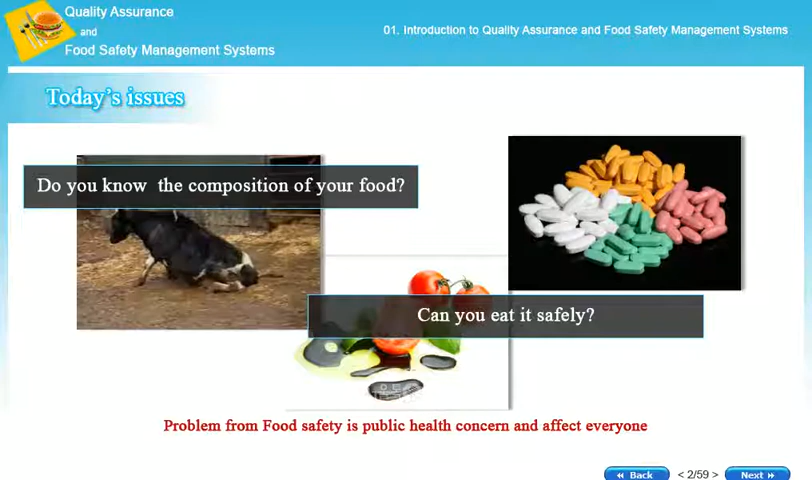 Quality Assurance
and
Food Safety Management Systems
01. Introduction to Quality Assurance and Food Safety Management Systems
Today's issues
Do you know the composition of your food?
Can you eat it safely?
Problem from Food safety is public health concern and affect everyone
Back
< 2/59 >
Next